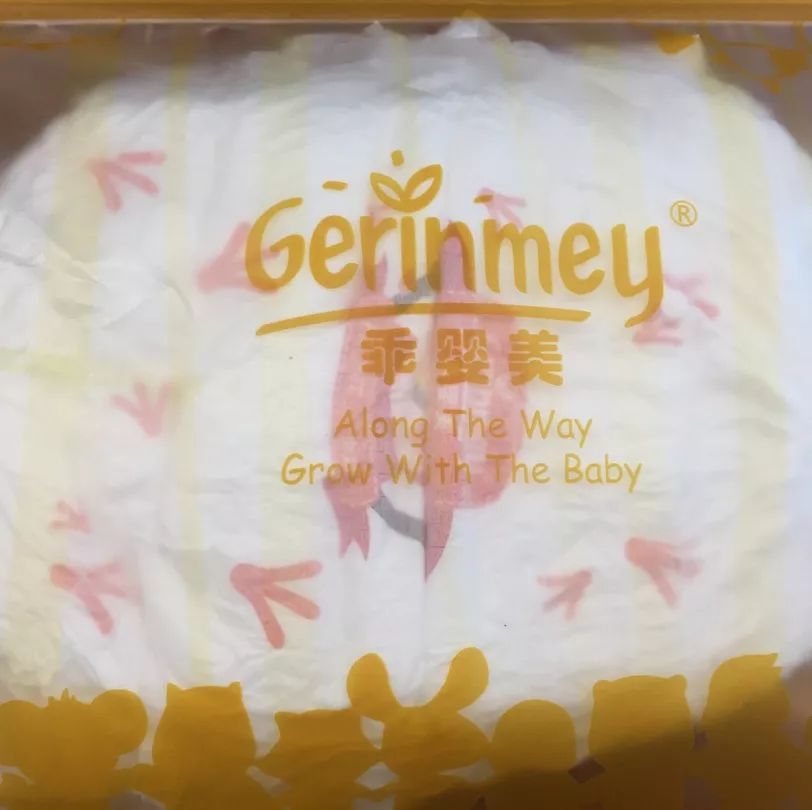 Gerinmey®
乖婴美
Along The Way
Grow With The Baby